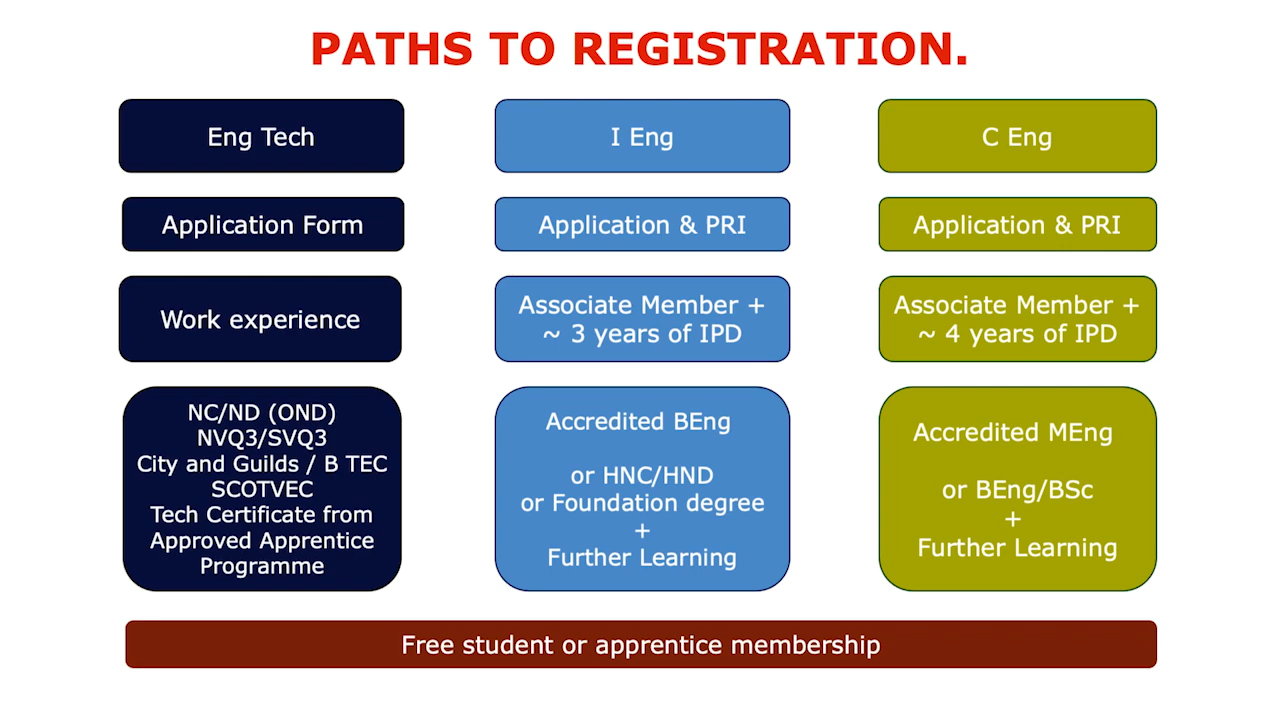 PATHS TO REGISTRATION.
Eng Tech
I Eng
C Eng
Application Form
Application & PRI
Application & PRI
Work experience
Associate Member +
~ 3 years of IPD
Associate Member +
~ 4 years of IPD
NC/ND (OND)
NVQ3/SVQ3
City and Guilds / B TEC
SCOTVEC
Tech Certificate from
Approved Apprentice
Programme
Accredited BEng
or HNC/HND
or Foundation degree
+
Further Learning
Accredited MEng
or BEng/BSc
+
Further Learning
Free student or apprentice membership